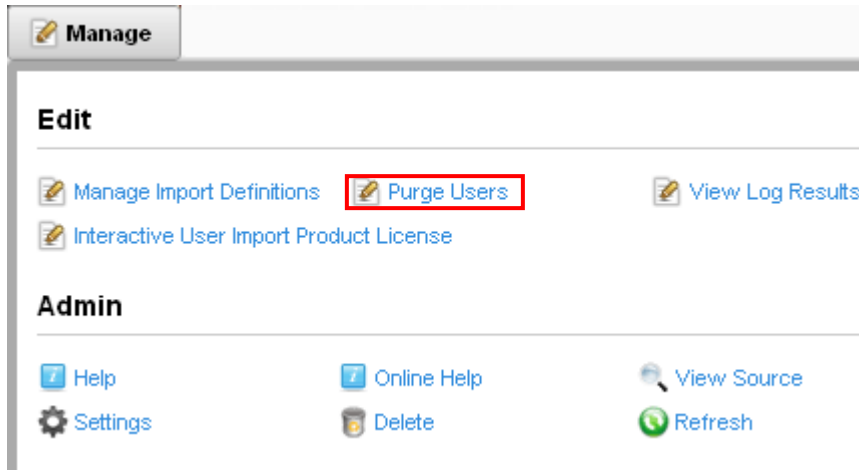 Manage
Edit
Manage Import Definitions Purge Users View Log Results
Interactive User Import Product License
Admin
Help Online Help View Source
Settings Delete Refresh